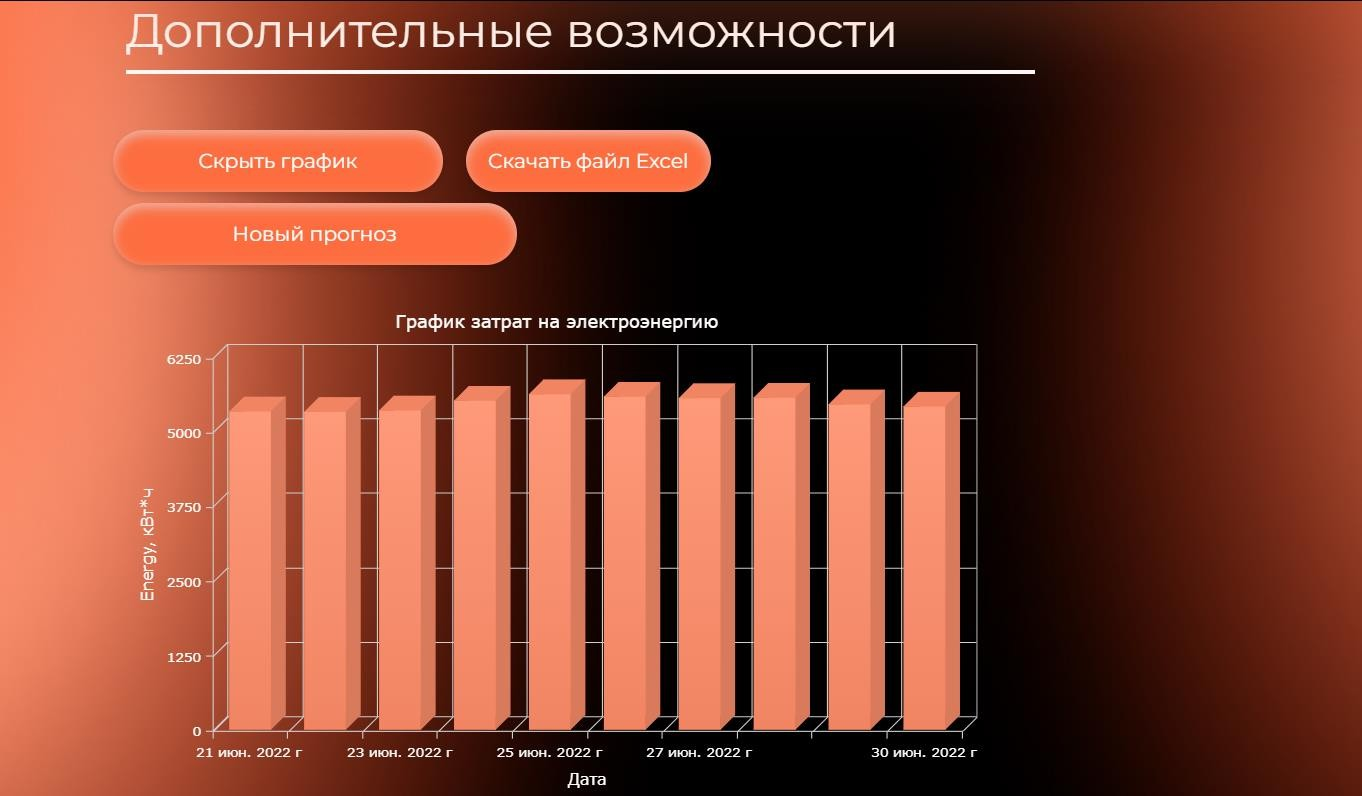 Дополнительные возможности
Скрыть график
Скачать файл Excel
Новый прогноз
График затрат на электроэнергию
6250
5000
3750
2500
1250
0
Energy, кВт*ч
21 июн. 2022 г
23 июн. 2022 г
25 июн. 2022 г
27 июн. 2022 г
30 июн. 2022 г
Дата